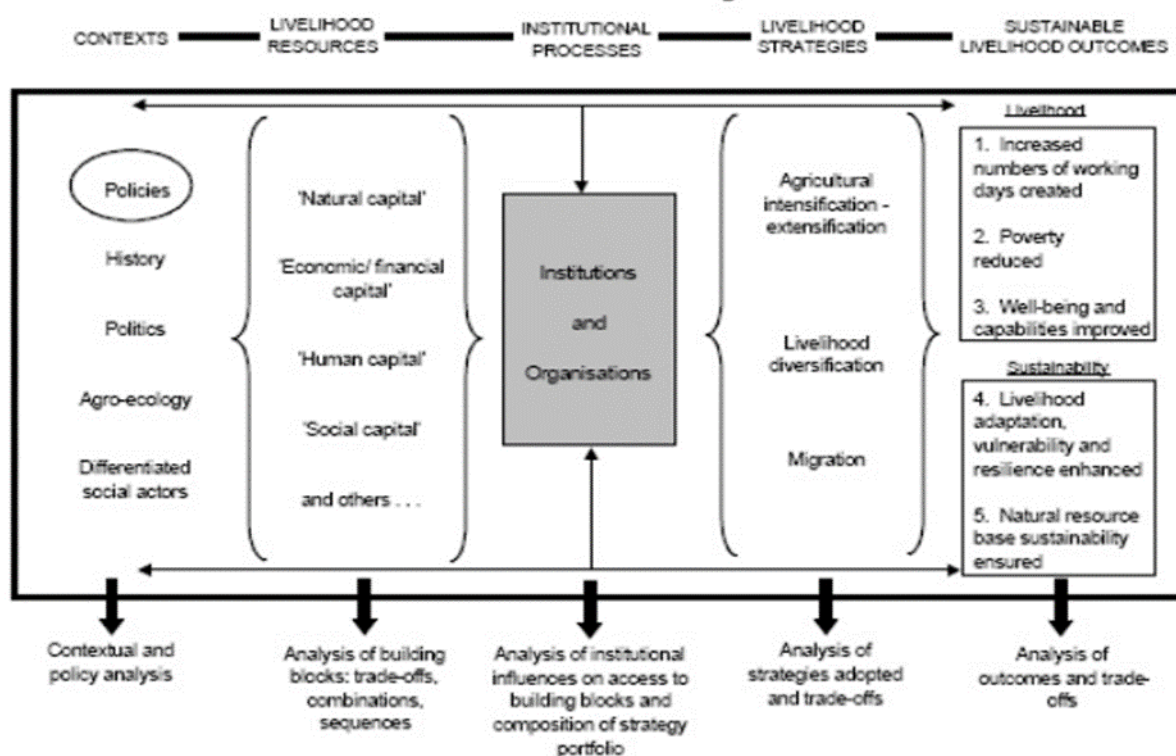 CONTEXTS
LIVELIHOOD
RESOURCES
INSTITUTIONAL
PROCESSES
LIVELIHOOD
STRATEGIES
SUSTAINABLE
LIVELIHOOD OUTCOMES
Policies
History
Politics
Agro-ecology
Differentiated
social actors
'Natural capital'
'Economic/ financial
capital'
'Human capital'
'Social capital'
and others . . .
Institutions
and
Organisations
Agricultural
intensification -
extensification
Livelihood
diversification
Migration
Livelihood
1. Increased
numbers of working
days created
2. Poverty
reduced
3. Well-being and
capabilities improved
Sustainability
4. Livelihood
adaptation,
vulnerability and
resilience enhanced
5. Natural resource
base sustainability
ensured
Contextual and
policy analysis
Analysis of building
blocks: trade-offs,
combinations,
sequences
Analysis of institutional
influences on access to
building blocks and
composition of strategy
portfolio
Analysis of
strategies adopted
and trade-offs
Analysis of
outcomes and trade-
offs